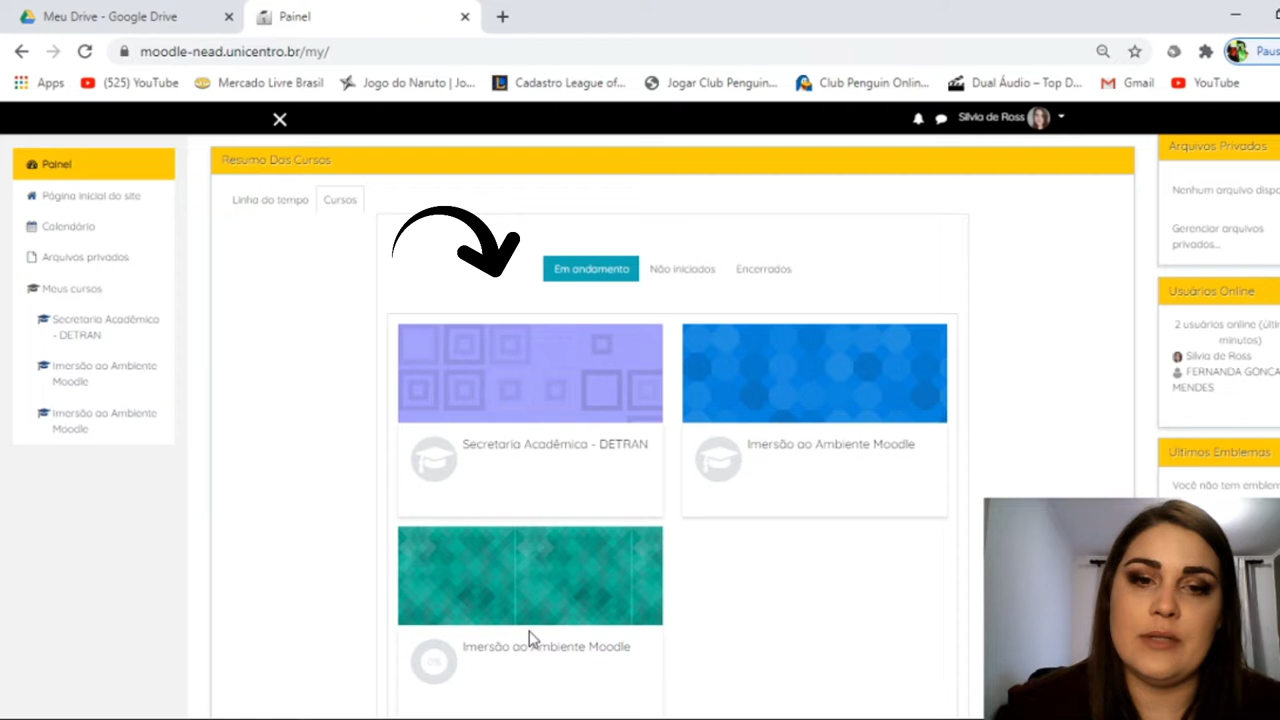 Meu Drive - Google Drive
Painel
moodle-nead.unicentro.br/my/
Paus
Apps
(525) YouTube
Mercado Livre Brasil
Jogo do Naruto | Jo...
Cadastro League of...
Jogar Club Penguin...
Club Penguin Onlin...
Dual Áudio – Top D...
Gmail
YouTube
Silvia de Ross
Painel
Página inicial do site
Calendário
Arquivos privados
Meus cursos
Secretaria Acadêmica
- DETRAN
Imersão ao Ambiente
Moodle
Imersão ao Ambiente
Moodle
Resumo Dos Cursos
Linha do tempo
Cursos
Em andamento
Não iniciados
Encerrados
Secretaria Acadêmica - DETRAN
Imersão ao Ambiente Moodle
Imersão ao Ambiente Moodle
0%
Arquivos Privados
Nenhum arquivo dispo
Gerenciar arquivos
privados...
Usuários Online
2 usuários online (últir
minutos)
Silvia de Ross
FERNANDA GONCA
MENDES
Últimos Emblemas
Você não tem emblem